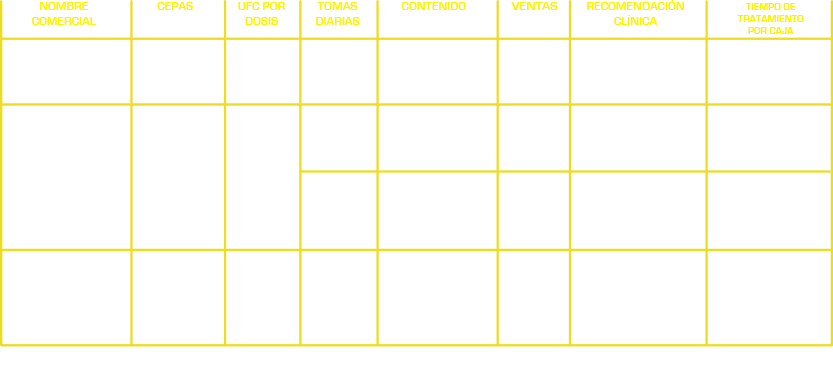 NOMBRE
COMERCIAL
CEPAS
UFC POR
DOSIS
TOMAS
DIARIAS
CONTENIDO
VENTAS
RECOMENDACIÓN
CLÍNICA
TIEMPO DE
TRATAMIENTO
POR CAJA